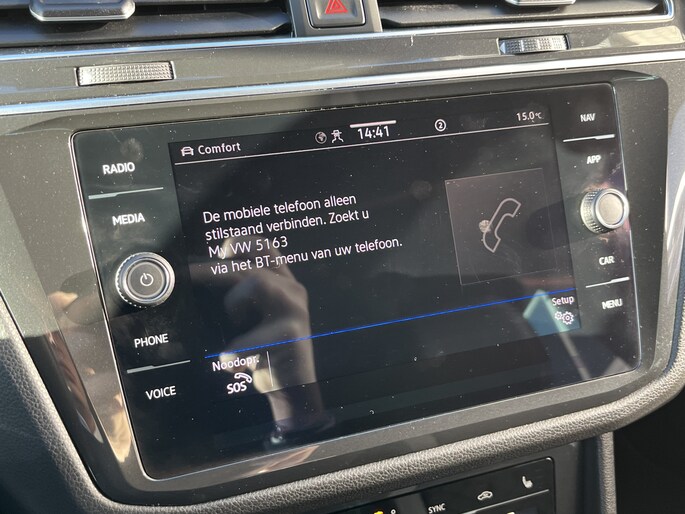 Comfort
14:41
2
15.0°C
NAV
RADIO
APP
De mobiele telefoon alleen
stilstaand verbinden. Zoekt u
My VW 5163
via het BT-menu van uw telefoon.
MEDIA
CAR
Setup
MENU
PHONE
Noodopr.
SOS
VOICE
SYNC